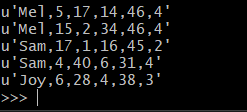 u'Mel,5,17,14,46,4'
u'Mel,15,2,34,46,4'
u'Sam,17,1,16,45,2'
u'Sam,4,40,6,31,4'
u'Joy,6,28,4,38,3'
>>>